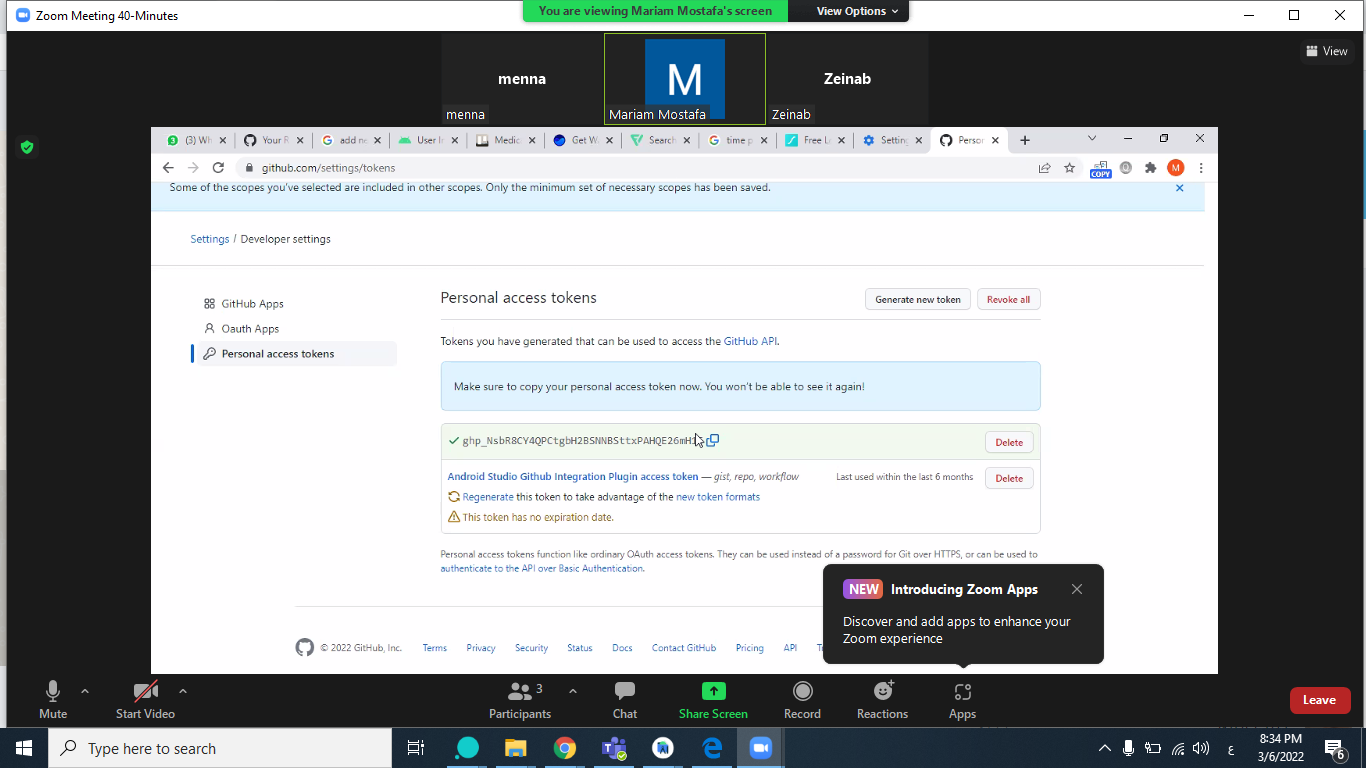 Zoom Meeting 40-Minutes
You are viewing Mariam Mostafa's screen
View Options
View
menna
M
Zeinab
menna
Mariam Mostafa
Zeinab
(3) Wh
Your R
add ne
User In
Medic
Get W
Search
time p
Free L
Setting
Person
github.com/settings/tokens
COPY
M
Some of the scopes you've selected are included in other scopes. Only the minimum set of necessary scopes has been saved.
Settings / Developer settings
GitHub Apps
Oauth Apps
Personal access tokens
Personal access tokens
Generate new token
Revoke all
Tokens you have generated that can be used to access the GitHub API.
Make sure to copy your personal access token now. You won't be able to see it again!
[access token omitted]
Delete
Android Studio Github Integration Plugin access token — gist, repo, workflow
Last used within the last 6 months
Delete
Regenerate this token to take advantage of the new token formats
This token has no expiration date.
Personal access tokens function like ordinary OAuth access tokens. They can be used instead of a password for Git over HTTPS, or can be used to
authenticate to the API over Basic Authentication.
NEW Introducing Zoom Apps
Discover and add apps to enhance your
Zoom experience
© 2022 GitHub, Inc.
Terms
Privacy
Security
Status
Docs
Contact GitHub
Pricing
API
Mute
Start Video
3
Participants
Chat
Share Screen
Record
Reactions
Apps
Leave
Type here to search
ع
8:34 PM
3/6/2022
6